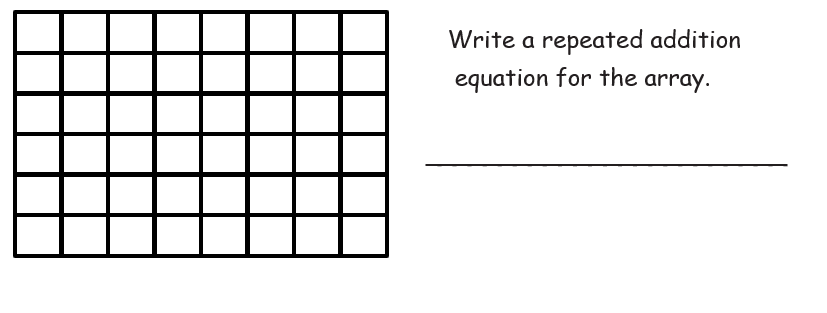 Write a repeated addition
equation for the array.